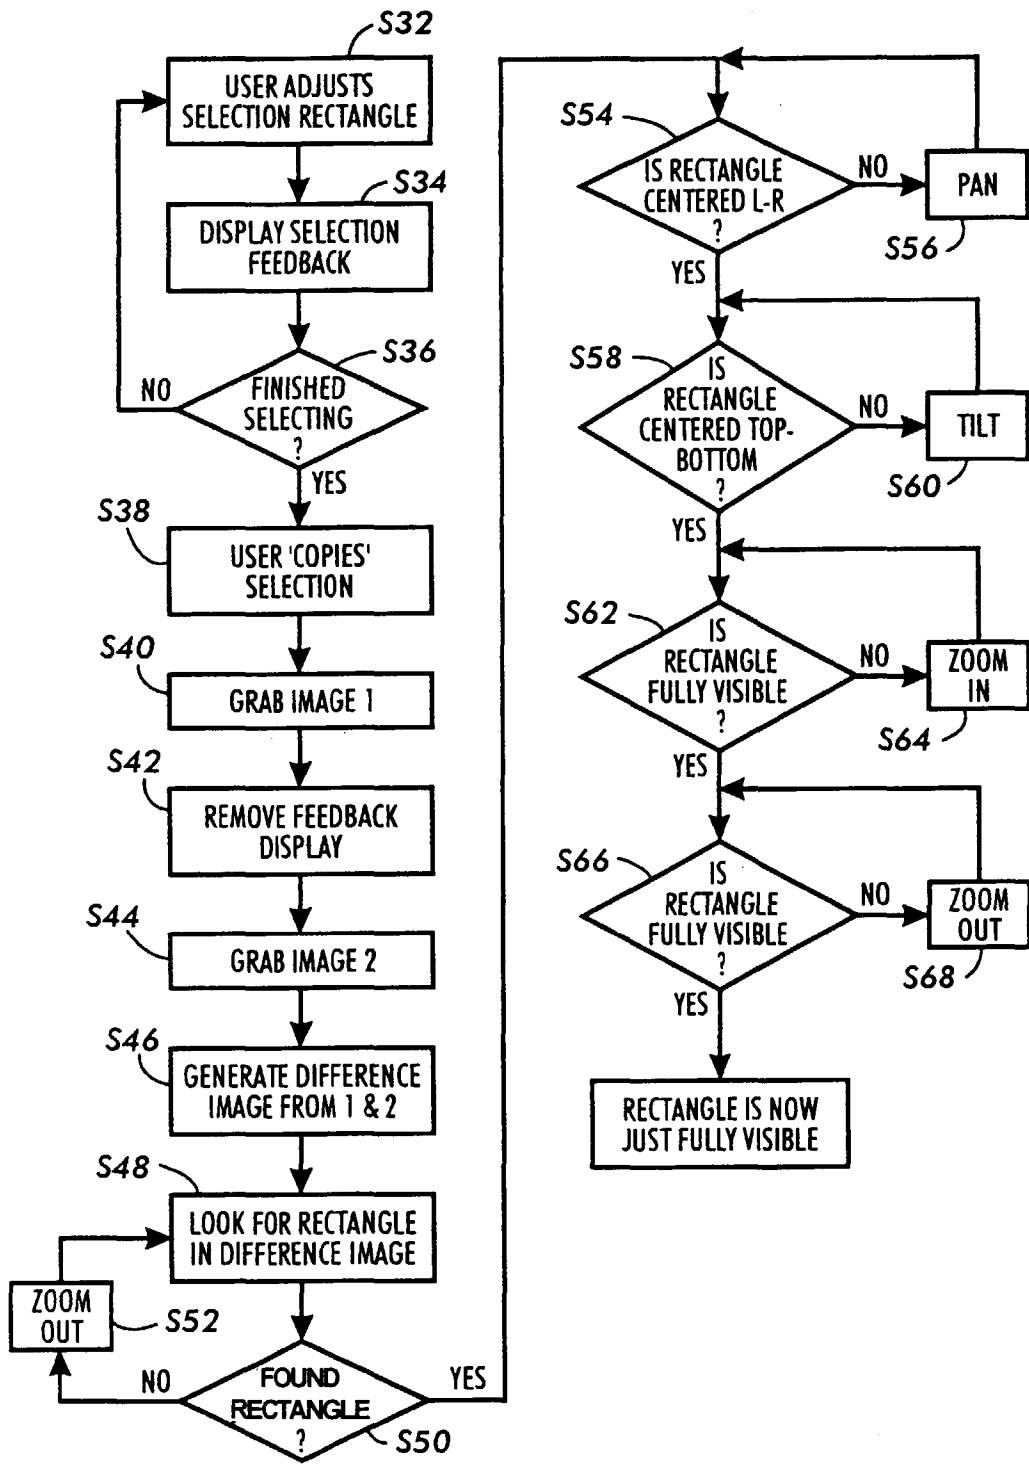 S32
USER ADJUSTS
SELECTION RECTANGLE
S34
DISPLAY SELECTION
FEEDBACK
S36
FINISHED
SELECTING
?
NO
YES
S38
USER 'COPIES'
SELECTION
S40
GRAB IMAGE 1
S42
REMOVE FEEDBACK
DISPLAY
S44
GRAB IMAGE 2
S46
GENERATE DIFFERENCE
IMAGE FROM 1 & 2
S48
LOOK FOR RECTANGLE
IN DIFFERENCE IMAGE
ZOOM
OUT
S52
NO
FOUND
RECTANGLE
?
YES
S50
S54
IS RECTANGLE
CENTERED L-R
?
NO
PAN
S56
YES
S58
IS
RECTANGLE
CENTERED TOP-
BOTTOM
?
NO
TILT
S60
YES
S62
IS
RECTANGLE
FULLY VISIBLE
?
NO
ZOOM
IN
S64
YES
S66
IS
RECTANGLE
FULLY VISIBLE
?
NO
ZOOM
OUT
S68
YES
RECTANGLE IS NOW
JUST FULLY VISIBLE